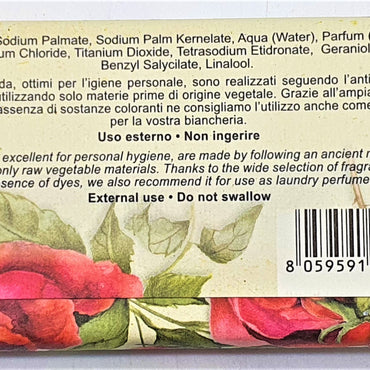 Sodium Palmate, Sodium Palm Kernelate, Aqua (Water), Parfum (
um Chloride, Titanium Dioxide, Tetrasodium Etidronate, Geraniol
Benzyl Salycilate, Linalool.
da, ottimi per l'igiene personale, sono realizzati seguendo l'anti
utilizzando solo materie prime di origine vegetale. Grazie all'ampia
assenza di sostanze coloranti ne consigliamo l'utilizzo anche come
per la vostra biancheria.
Uso esterno • Non ingerire
excellent for personal hygiene, are made by following an ancient r
only raw vegetable materials. Thanks to the wide selection of fragra
sence of dyes, we also recommend it for use as laundry perfume
External use • Do not swallow
8 059591